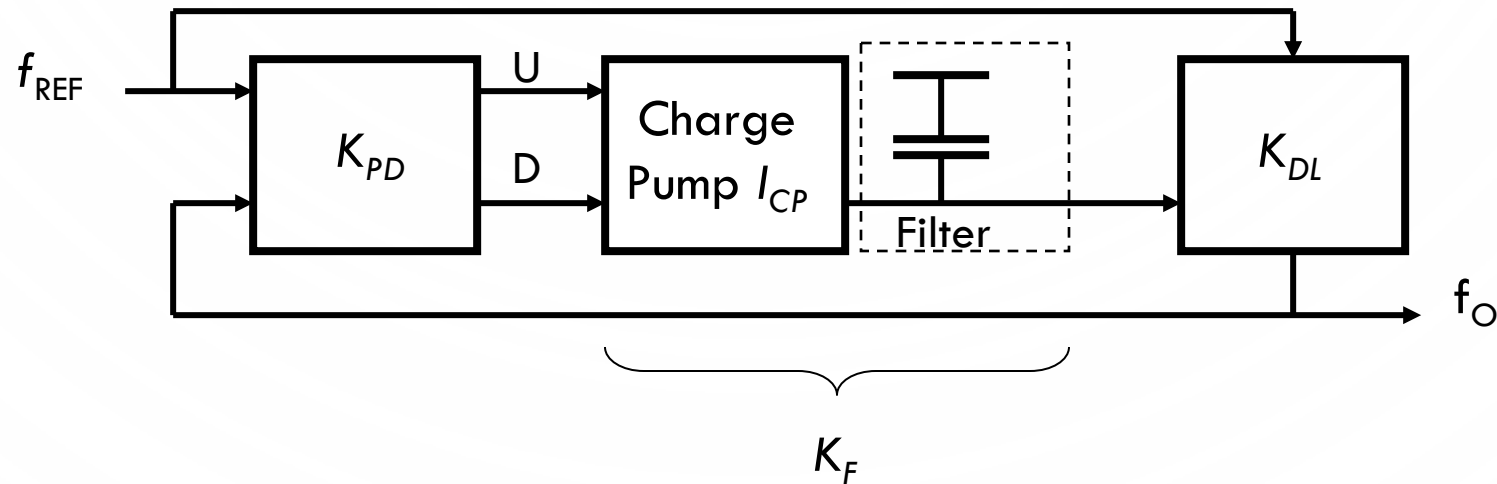 fREF
KPD
U
D
Charge
Pump ICP
Filter
KDL
fO
KF